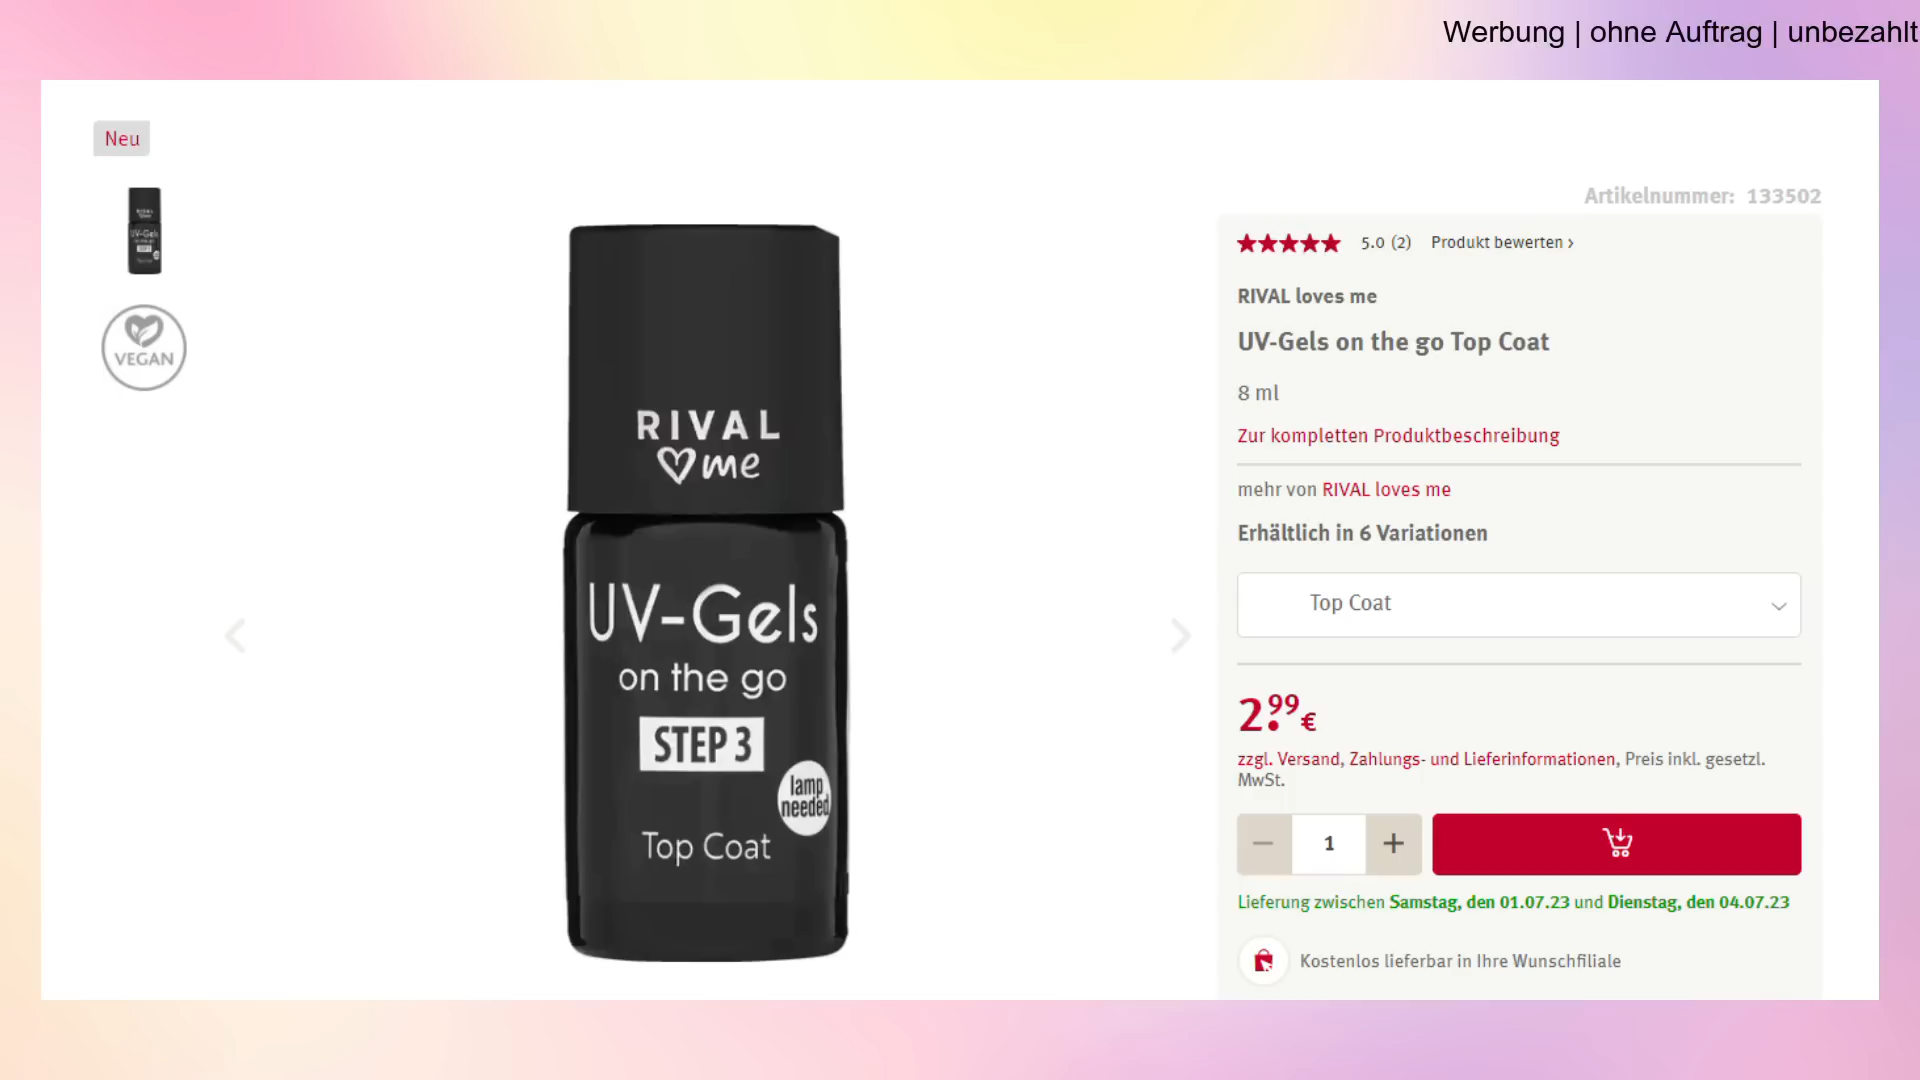 Werbung | ohne Auftrag | unbezahlt
Neu
VEGAN
RIVAL
me
UV-Gels
on the go
STEP 3
lamp
needed
Top Coat
Artikelnummer: 133502
5.0 (2) Produkt bewerten ›
RIVAL loves me
UV-Gels on the go Top Coat
8 ml
Zur kompletten Produktbeschreibung
mehr von RIVAL loves me
Erhältlich in 6 Variationen
Top Coat
2.99€
zzgl. Versand, Zahlungs- und Lieferinformationen, Preis inkl. gesetzl.
MwSt.
− 1 +
Lieferung zwischen Samstag, den 01.07.23 und Dienstag, den 04.07.23
Kostenlos lieferbar in Ihre Wunschfiliale